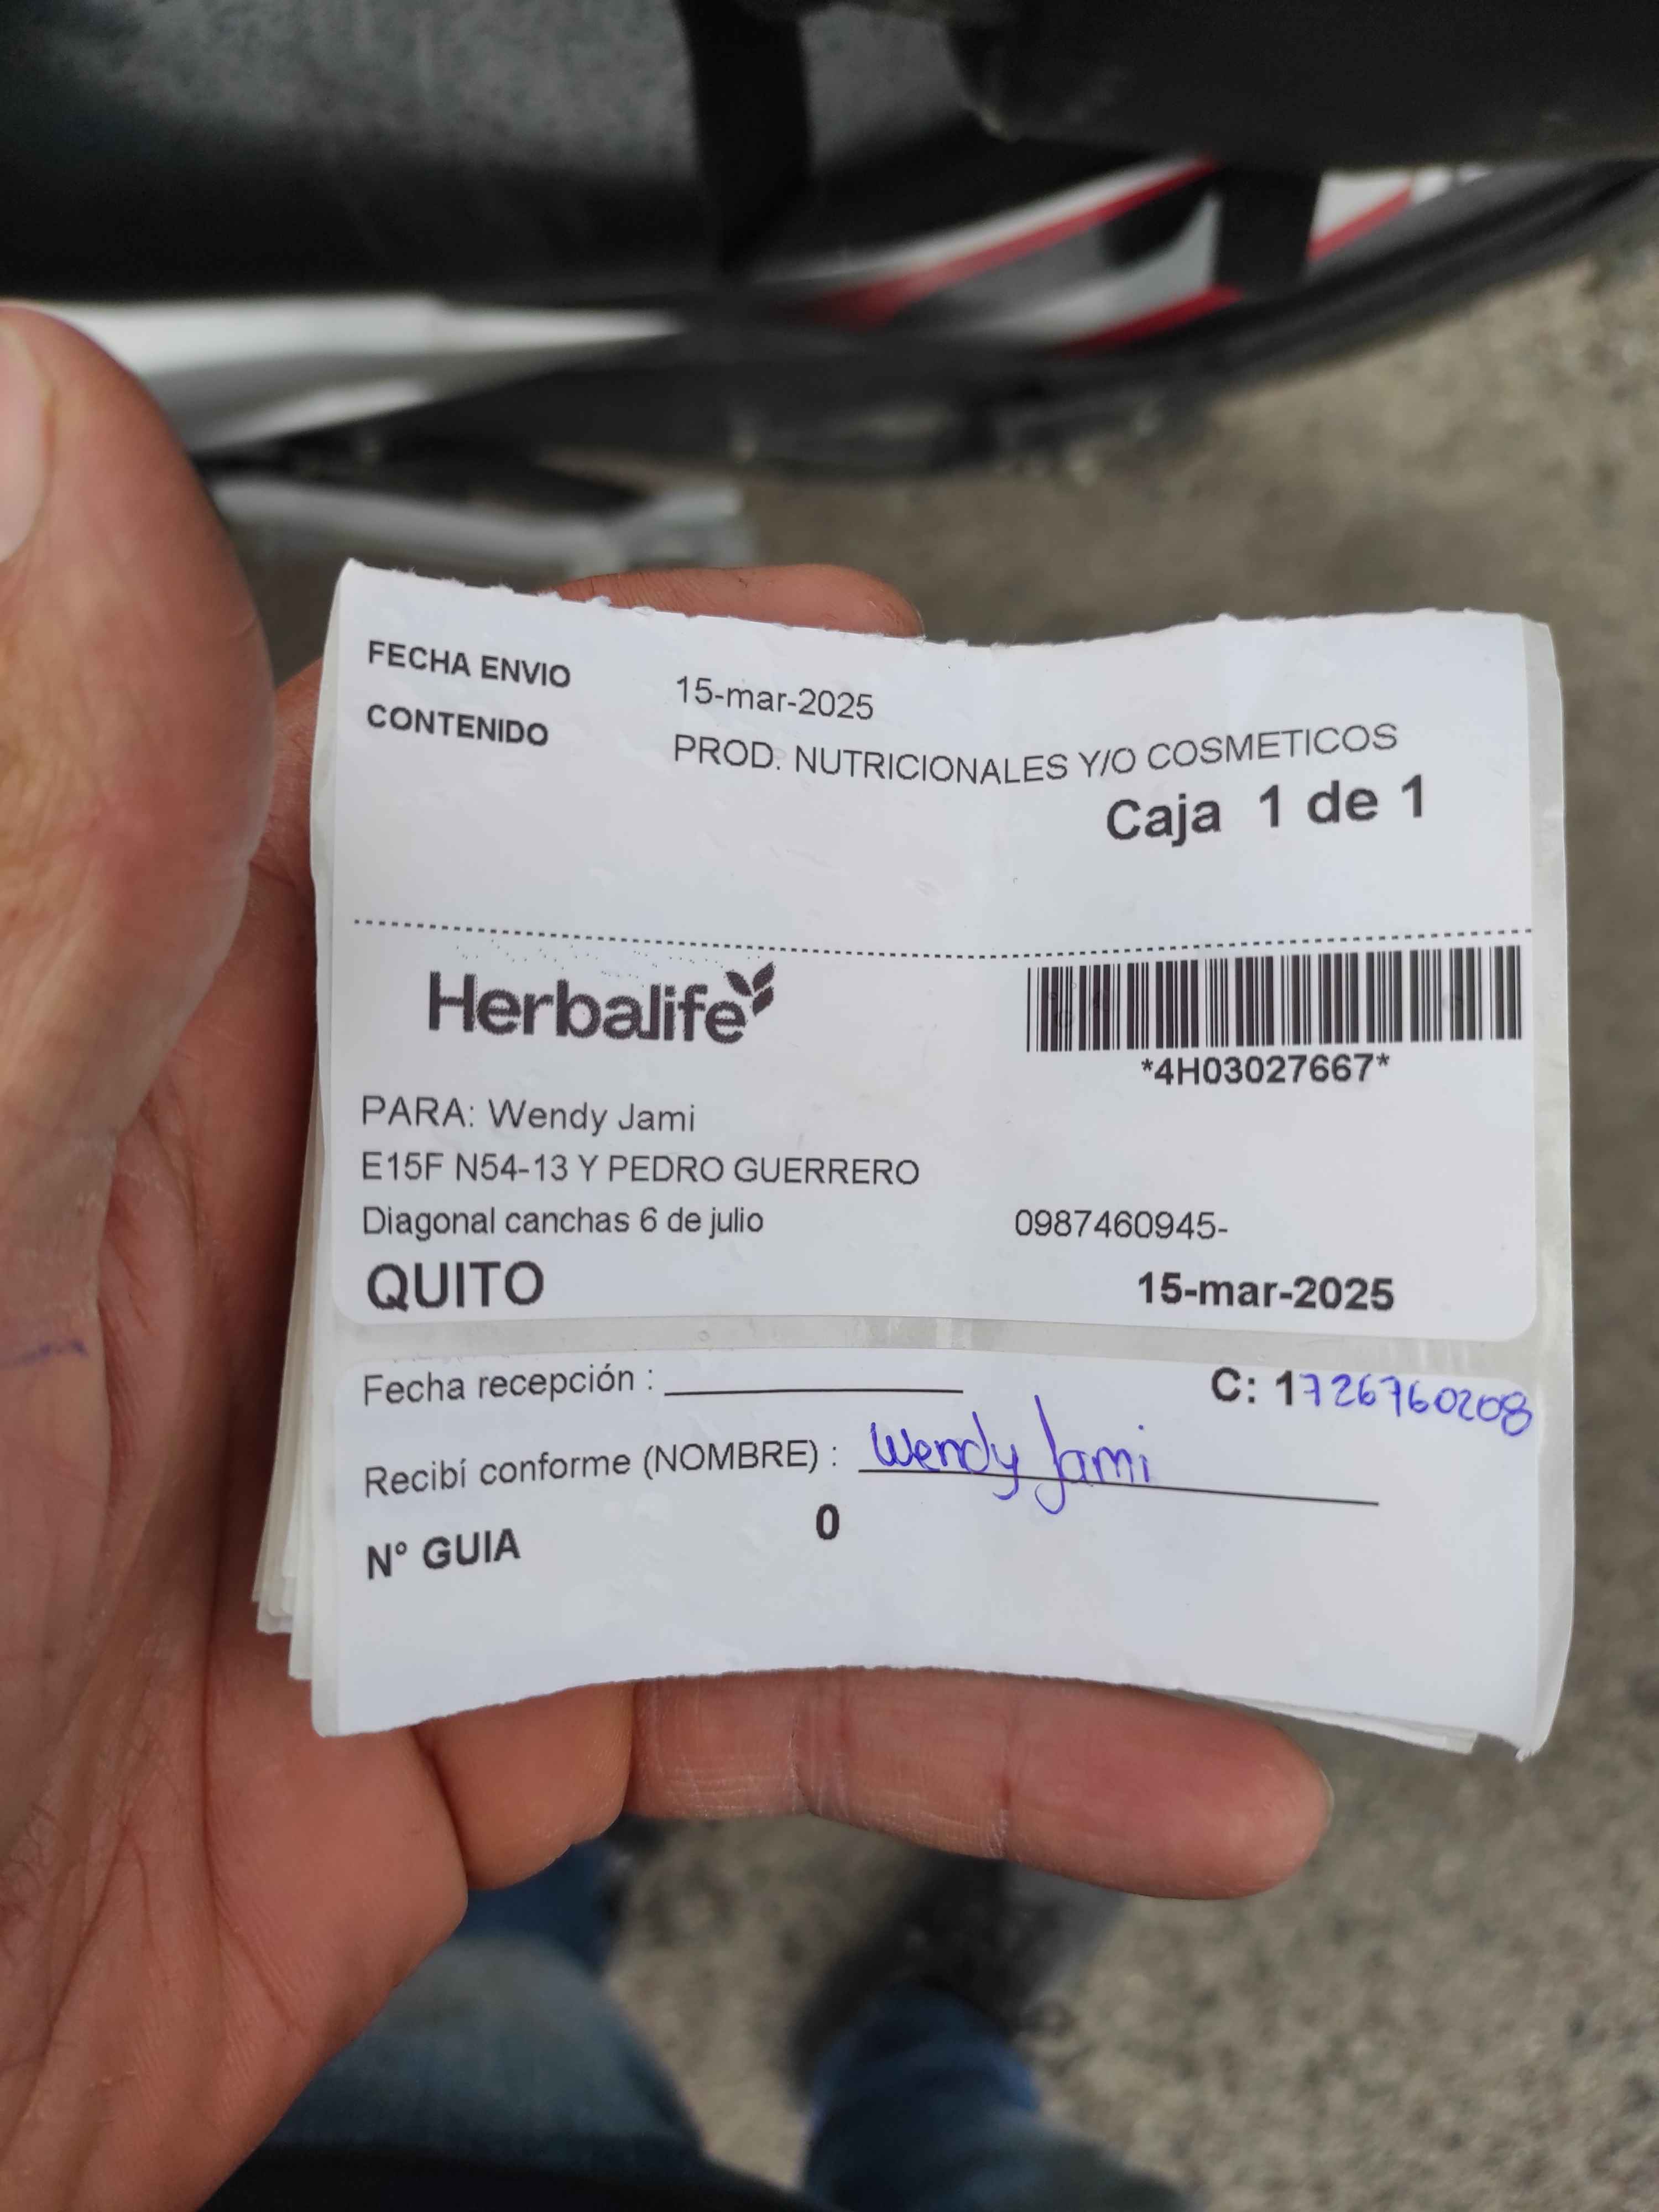 FECHA ENVIO 15-mar-2025
CONTENIDO PROD. NUTRICIONALES Y/O COSMETICOS
Caja 1 de 1
Herbalife
*4H03027667*
PARA: Wendy Jami
E15F N54-13 Y PEDRO GUERRERO
Diagonal canchas 6 de julio 0987460945-
QUITO 15-mar-2025
Fecha recepción : C: 1726760208
Recibí conforme (NOMBRE) : Wendy Jami
N° GUIA 0